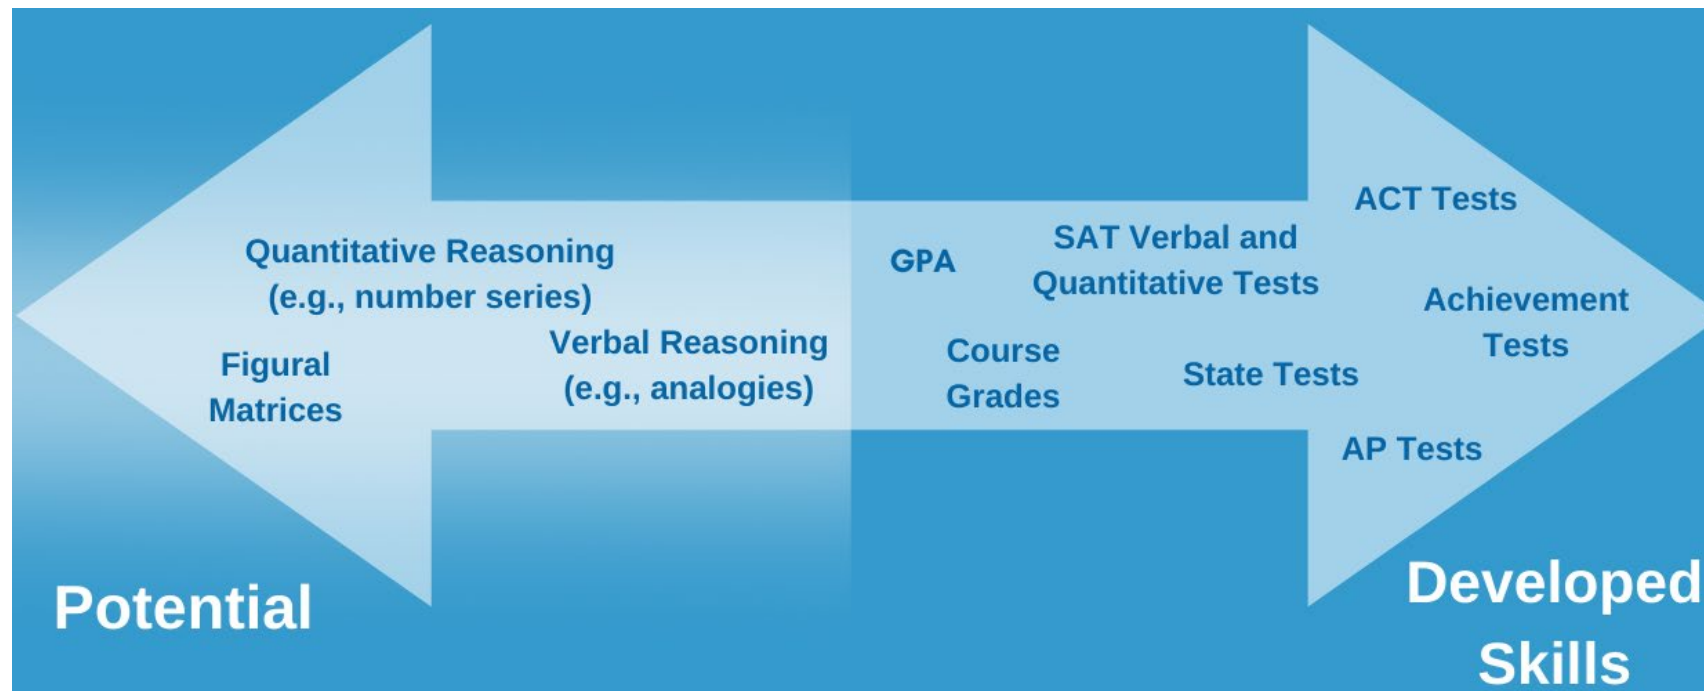 Quantitative Reasoning
(e.g., number series)
Figural
Matrices
Verbal Reasoning
(e.g., analogies)
GPA
Course
Grades
SAT Verbal and
Quantitative Tests
State Tests
ACT Tests
Achievement
Tests
AP Tests
Potential
Developed
Skills